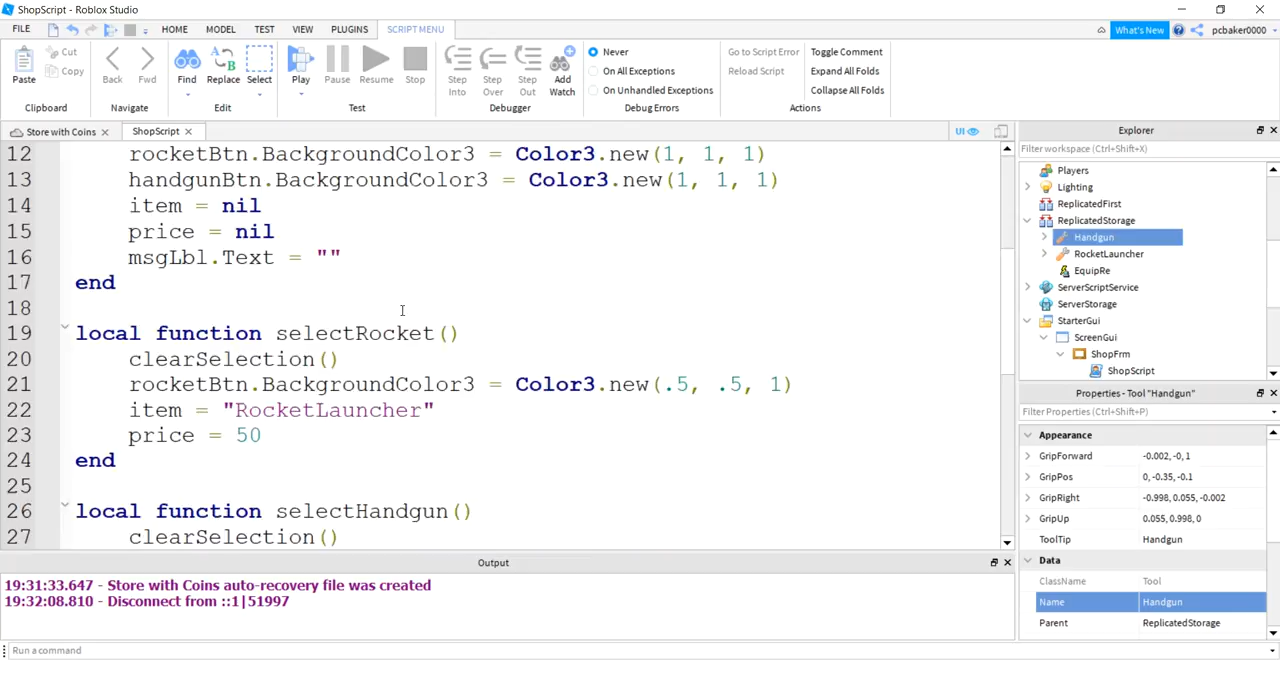 ShopScript - Roblox Studio
FILE HOME MODEL TEST VIEW PLUGINS SCRIPT MENU What's New pcbaker0000
Paste Cut Copy Back Fwd Find Replace Select Play Pause Resume Stop Step Into Step Over Step Out Add Watch
Never Go to Script Error Toggle Comment
On All Exceptions Reload Script Expand All Folds
On Unhandled Exceptions Collapse All Folds
Clipboard Navigate Edit Test Debugger Debug Errors Actions
Store with Coins ShopScript UI
12 rocketBtn.BackgroundColor3 = Color3.new(1, 1, 1)
13 handgunBtn.BackgroundColor3 = Color3.new(1, 1, 1)
14 item = nil
15 price = nil
16 msgLbl.Text = ""
17 end
18
19 local function selectRocket()
20 clearSelection()
21 rocketBtn.BackgroundColor3 = Color3.new(.5, .5, 1)
22 item = "RocketLauncher"
23 price = 50
24 end
25
26 local function selectHandgun()
27 clearSelection()
Output
19:31:33.647 - Store with Coins auto-recovery file was created
19:32:08.810 - Disconnect from ::1|51997
Run a command
Explorer
Filter workspace (Ctrl+Shift+X)
Players
Lighting
ReplicatedFirst
ReplicatedStorage
Handgun
RocketLauncher
EquipRe
ServerScriptService
ServerStorage
StarterGui
ScreenGui
ShopFrm
ShopScript
Properties - Tool "Handgun"
Filter Properties (Ctrl+Shift+P)
Appearance
GripForward -0.002, -0, 1
GripPos 0, -0.35, -0.1
GripRight -0.998, 0.055, -0.002
GripUp 0.055, 0.998, 0
ToolTip Handgun
Data
ClassName Tool
Name Handgun
Parent ReplicatedStorage